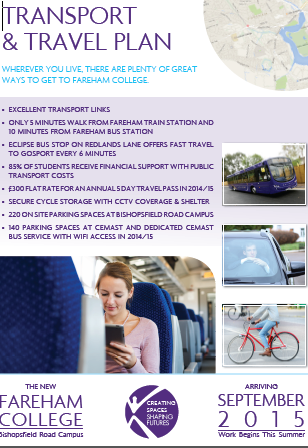 TRANSPORT
& TRAVEL PLAN
WHEREVER YOU LIVE, THERE ARE PLENTY OF GREAT
WAYS TO GET TO FAREHAM COLLEGE.
• EXCELLENT TRANSPORT LINKS
• ONLY 5 MINUTES WALK FROM FAREHAM TRAIN STATION AND
10 MINUTES FROM FAREHAM BUS STATION
• ECLIPSE BUS STOP ON REDLANDS LANE OFFERS FAST TRAVEL
TO GOSPORT EVERY 6 MINUTES
• 85% OF STUDENTS RECEIVE FINANCIAL SUPPORT WITH PUBLIC
TRANSPORT COSTS
• £300 FLAT RATE FOR AN ANNUAL 5 DAY TRAVEL PASS IN 2014/15
• SECURE CYCLE STORAGE WITH CCTV COVERAGE & SHELTER
• 220 ON SITE PARKING SPACES AT BISHOPSFIELD ROAD CAMPUS
• 140 PARKING SPACES AT CEMAST AND DEDICATED CEMAST
BUS SERVICE WITH WIFI ACCESS IN 2014/15
THE NEW
FAREHAM
COLLEGE
Bishopsfield Road Campus
CREATING
SPACES
SHAPING
FUTURES
ARRIVING
SEPTEMBER
2015
Work Begins This Summer